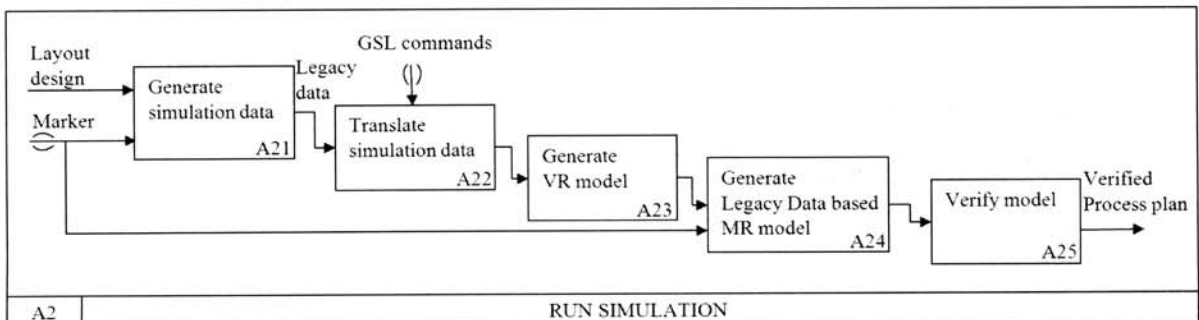 GSL commands
Layout
design
Legacy
data
Marker
Generate
simulation data
A21
Translate
simulation data
A22
Generate
VR model
A23
Generate
Legacy Data based
MR model
A24
Verify model
A25
Verified
Process plan
A2
RUN SIMULATION